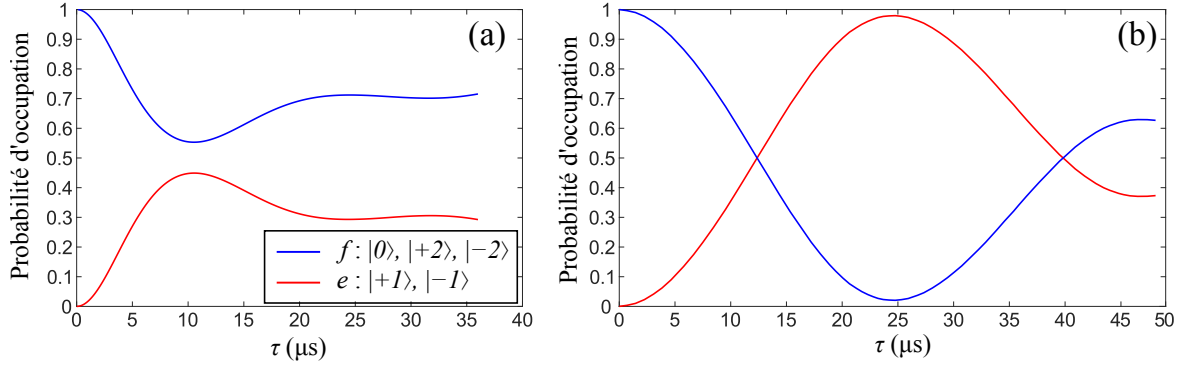 (a)
Probabilité d'occupation
1
0.9
0.8
0.7
0.6
0.5
0.4
0.3
0.2
0.1
0
0 5 10 15 20 25 30 35 40
τ (μs)
f : |0⟩, |+2⟩, |−2⟩
e : |+1⟩, |−1⟩
(b)
Probabilité d'occupation
1
0.9
0.8
0.7
0.6
0.5
0.4
0.3
0.2
0.1
0
0 5 10 15 20 25 30 35 40 45 50
τ (μs)